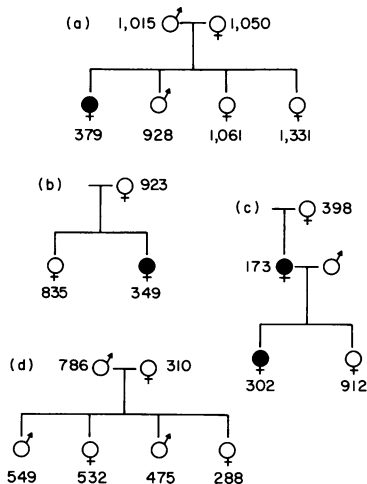 (a) 1,015 1,050
379 928 1,061 1,331
(b) 923
835 349
(c) 398
173
302 912
(d) 786 310
549 532 475 288